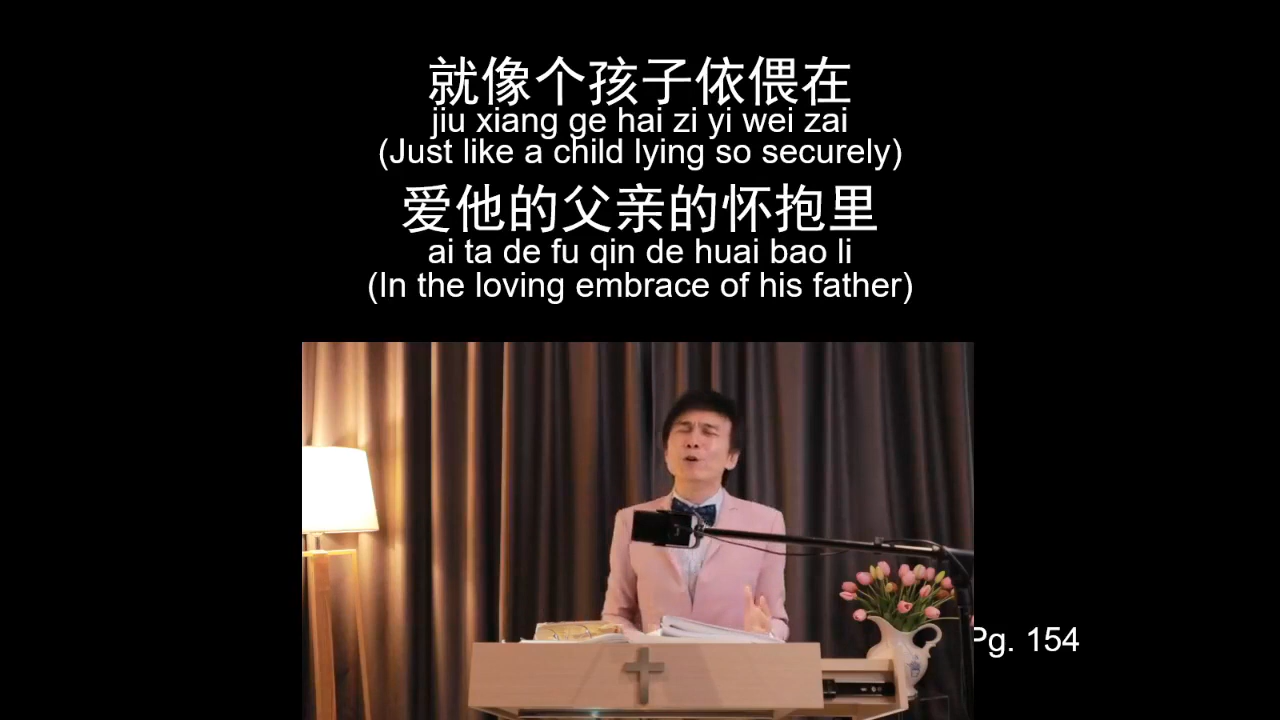 就像个孩子依偎在
jiu xiang ge hai zi yi wei zai
(Just like a child lying so securely)
爱他的父亲的怀抱里
ai ta de fu qin de huai bao li
(In the loving embrace of his father)
Pg. 154